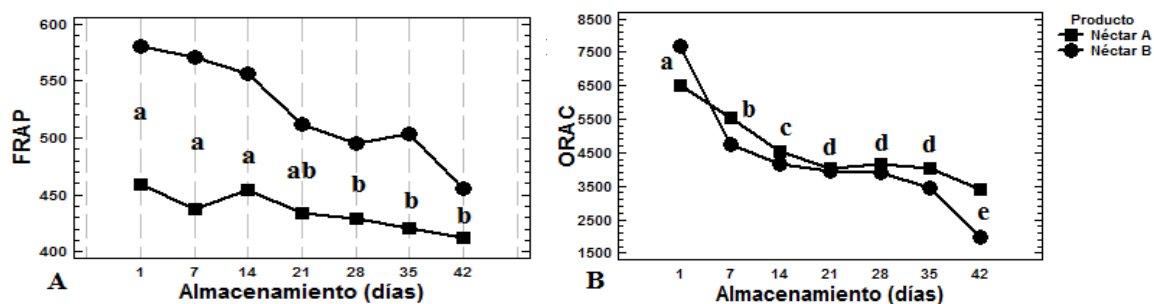 600
550
500
450
400
FRAP
a
a
a
ab
b
b
b
1 7 14 21 28 35 42
A
Almacenamiento (días)
8500
7500
6500
5500
4500
3500
2500
1500
ORAC
a
b
c
d
d
d
e
1 7 14 21 28 35 42
B
Almacenamiento (días)
Producto
Néctar A
Néctar B